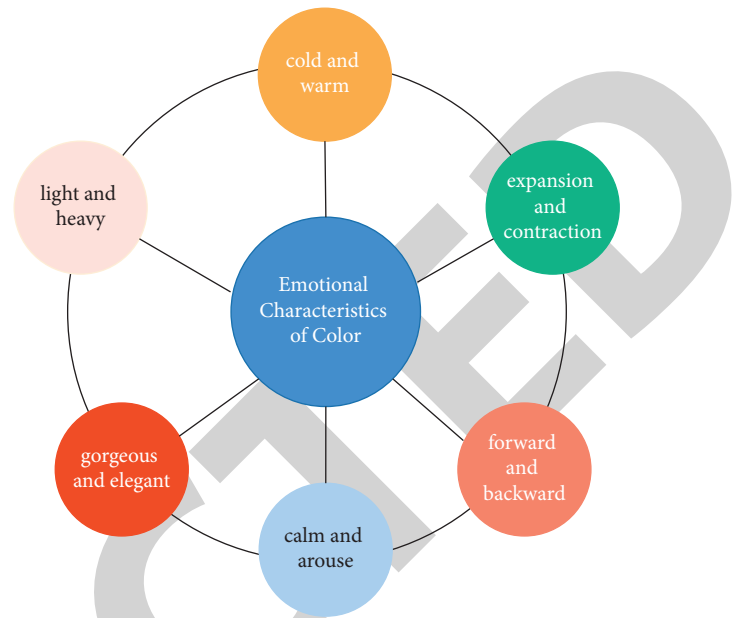 cold and
warm
expansion
and
contraction
light and
heavy
Emotional
Characteristics
of Color
forward
and
backward
gorgeous
and elegant
calm and
arouse
CTED